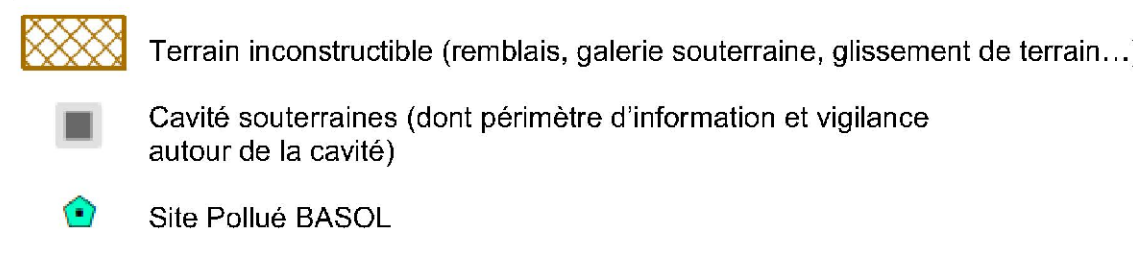 Terrain inconstructible (remblais, galerie souterraine, glissement de terrain…)
Cavité souterraines (dont périmètre d'information et vigilance
autour de la cavité)
Site Pollué BASOL